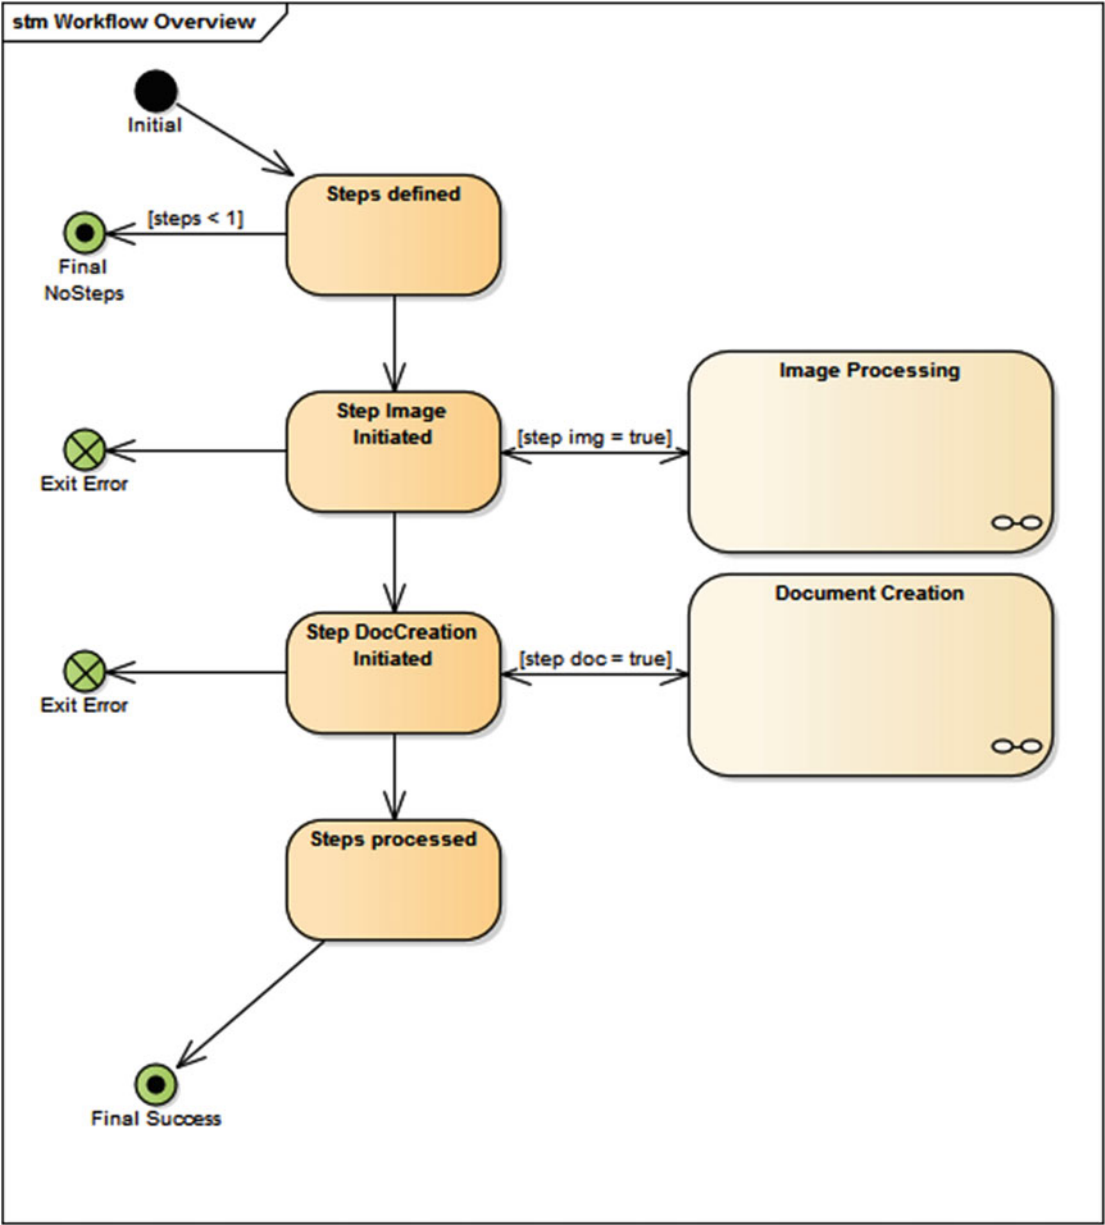 stm Workflow Overview
Initial
Steps defined
[steps < 1]
Final
NoSteps
Step Image
Initiated
Image Processing
[step img = true]
Exit Error
Step DocCreation
Initiated
Document Creation
[step doc = true]
Exit Error
Steps processed
Final Success